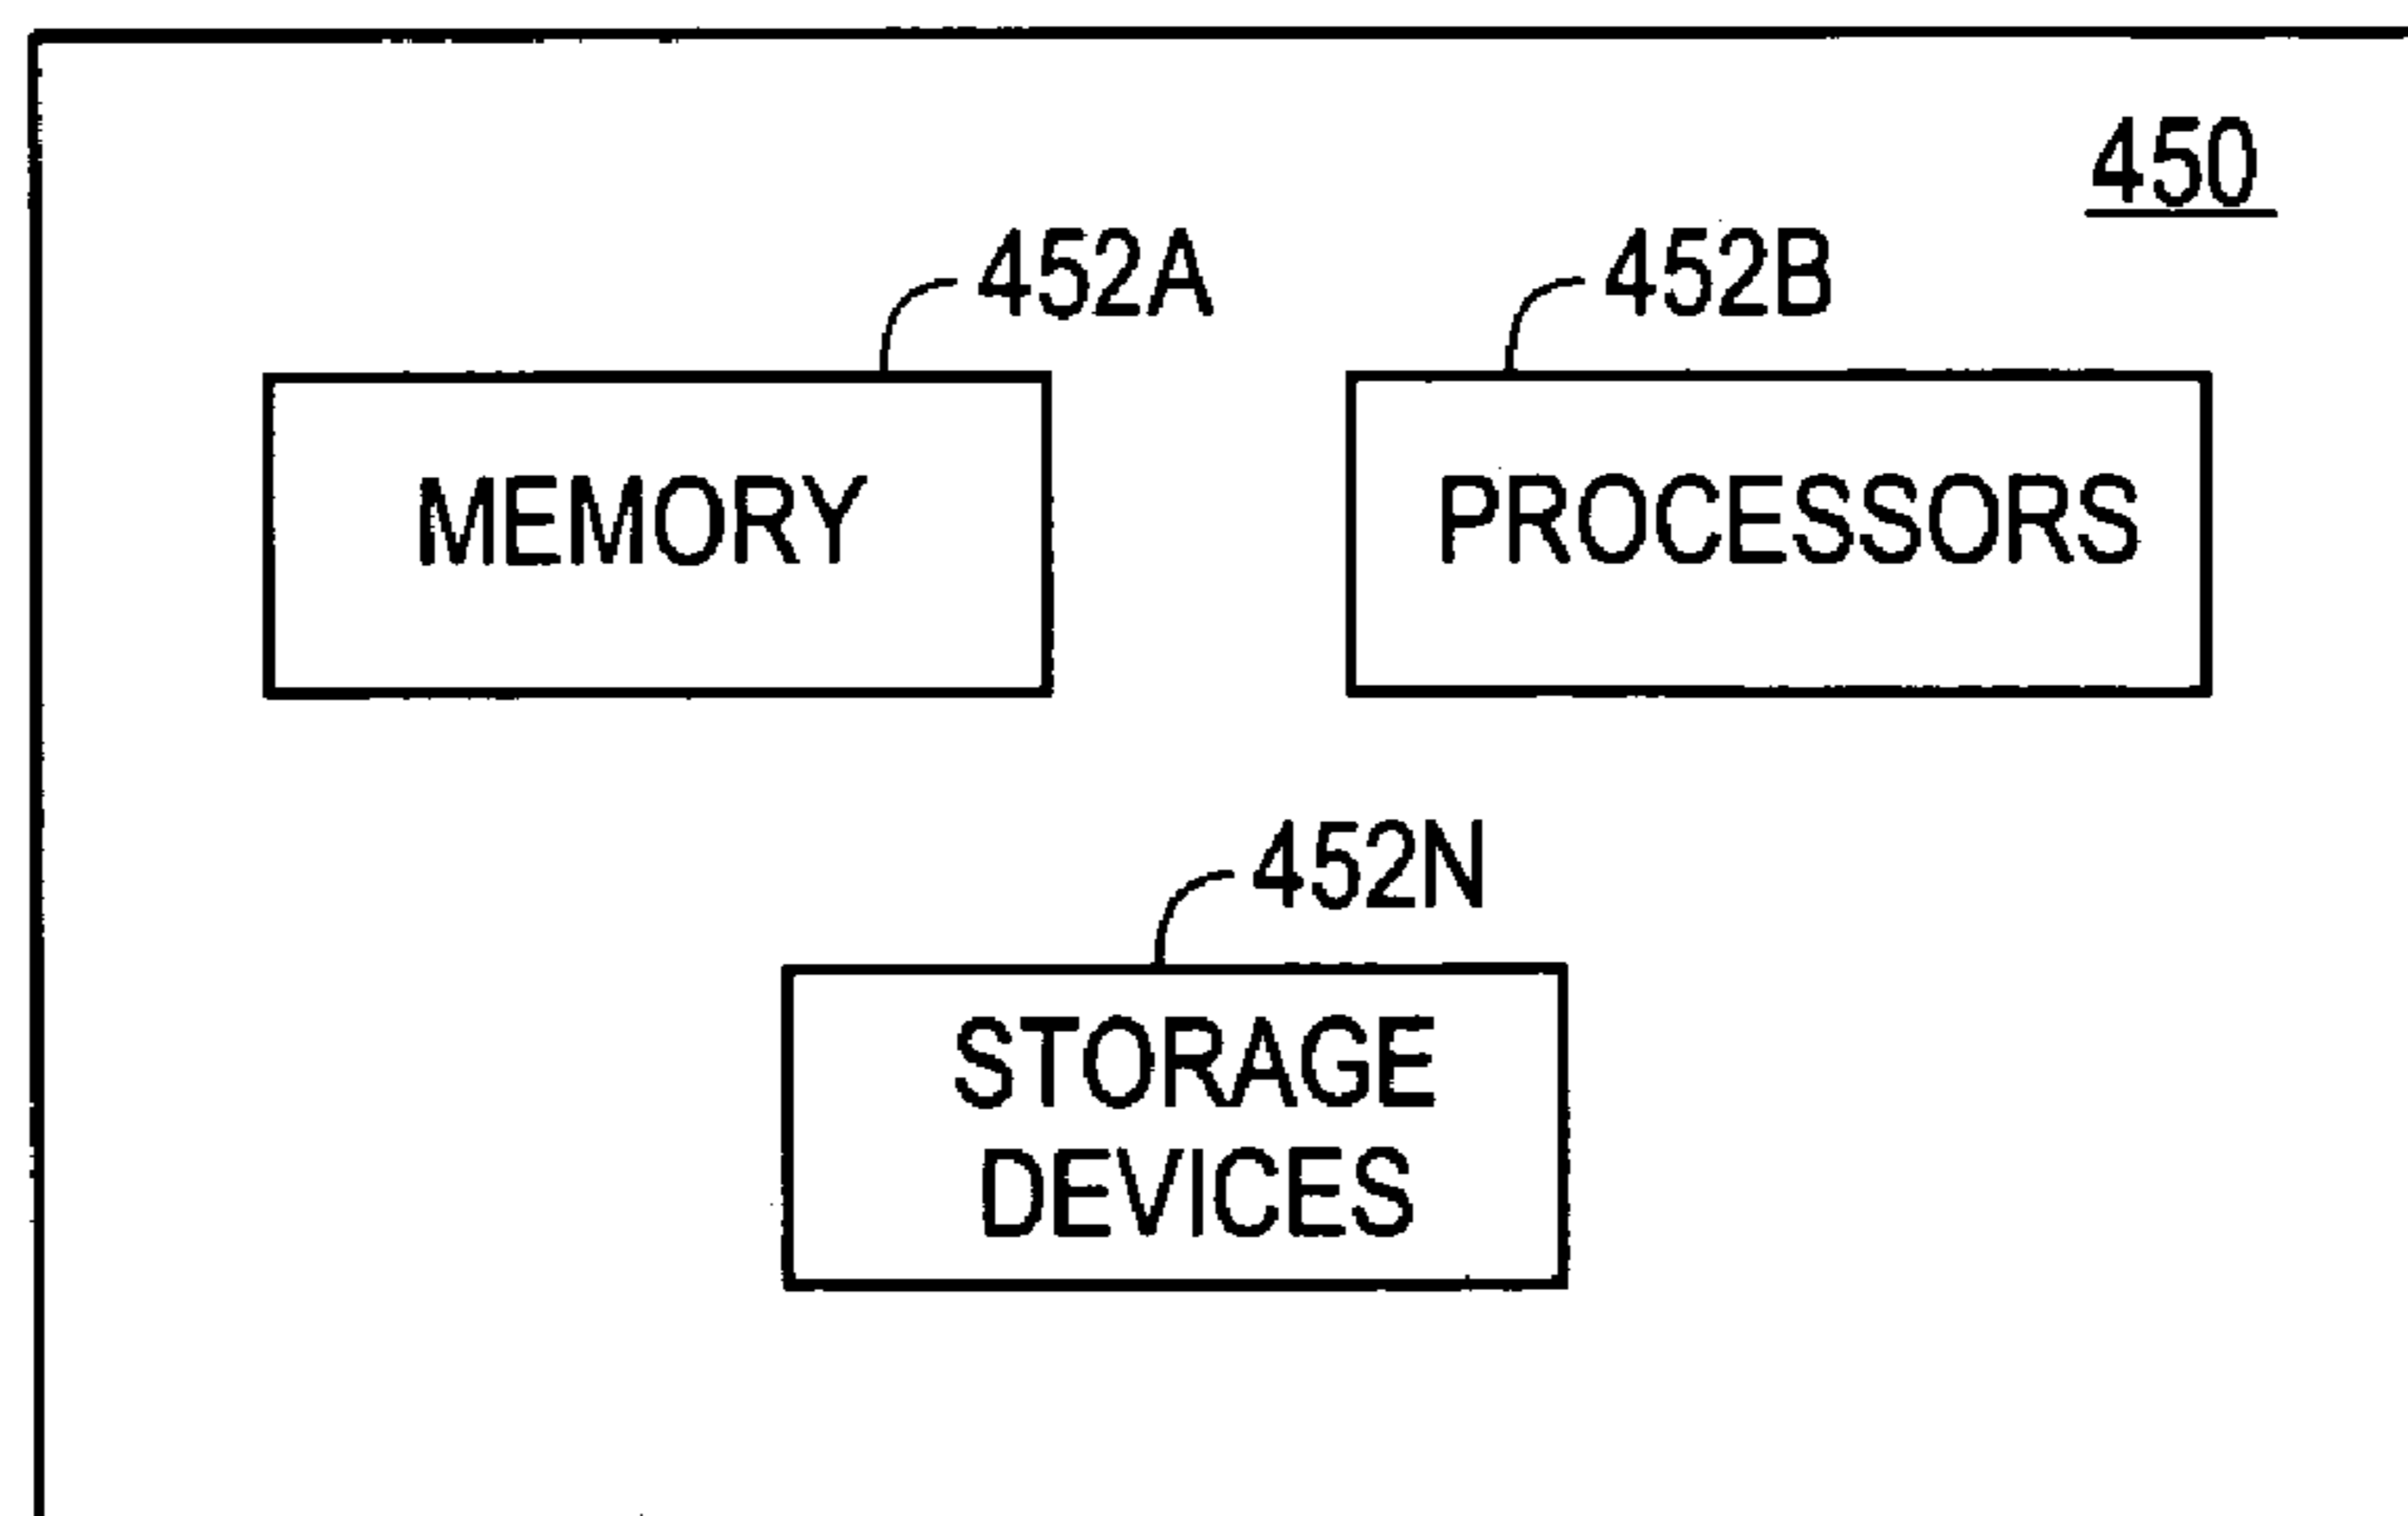 450
452A
452B
MEMORY
PROCESSORS
452N
STORAGE
DEVICES